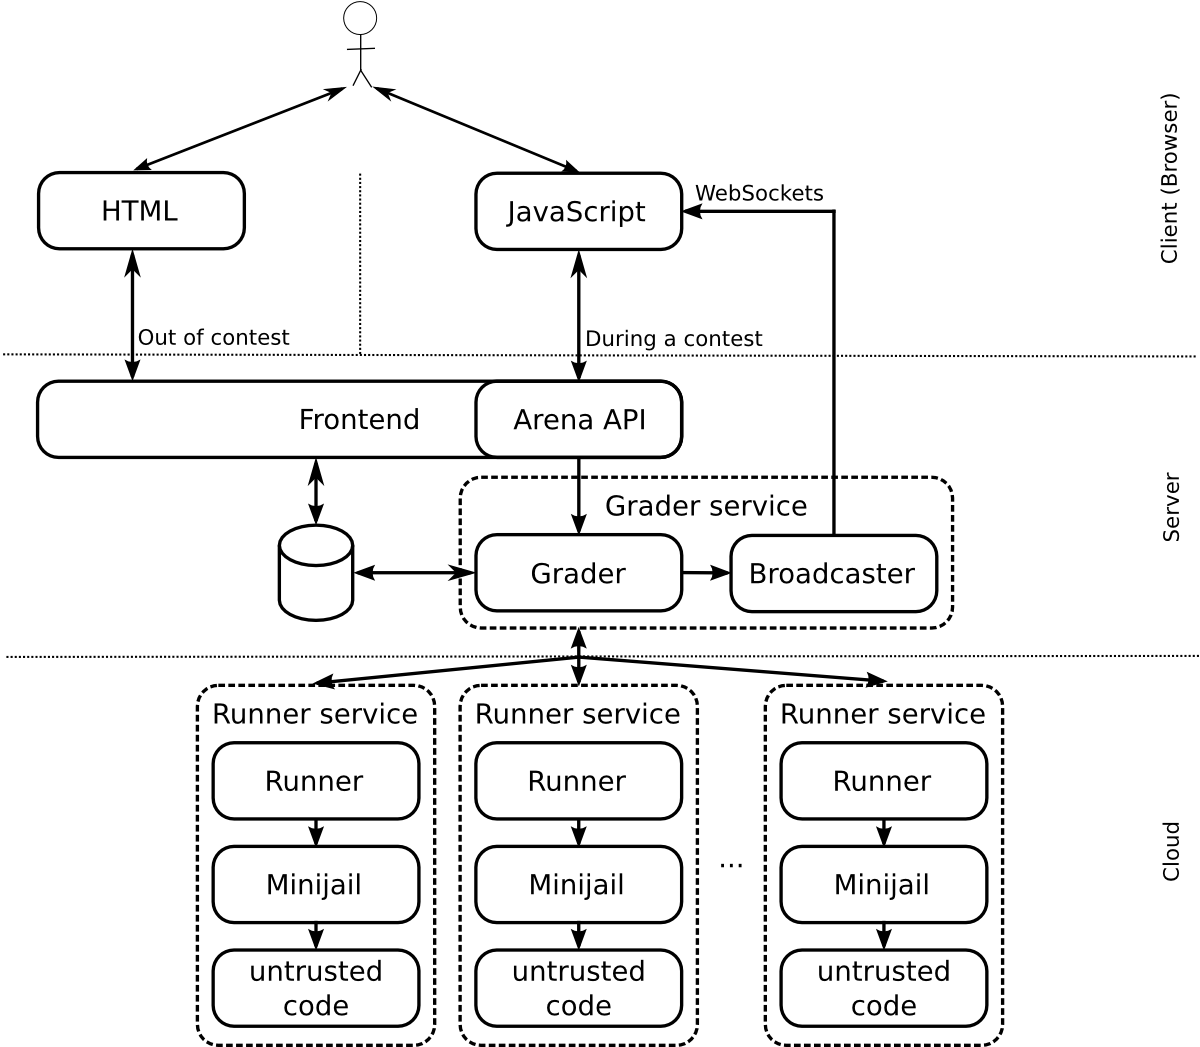 Client (Browser)
HTML
JavaScript
WebSockets
Out of contest
During a contest
Server
Frontend
Arena API
Grader service
Grader
Broadcaster
Cloud
Runner service
Runner
Minijail
untrusted
code
Runner service
Runner
Minijail
untrusted
code
...
Runner service
Runner
Minijail
untrusted
code